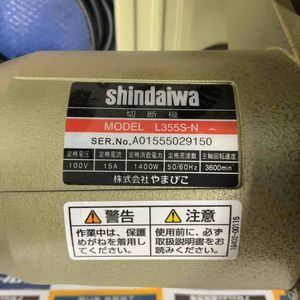 shindaiwa
切断機
MODEL L355S-N
SER.No.A01555029150
定格電圧 定格電流 定格消費電力 定格周波数 主軸回転速度
100V 15A 1400W 50/60Hz 3600min⁻¹
株式会社やまびこ
警告
作業中は、保護
めがねを着用し
てください。
注意
使用前に、必ず
取扱説明書をお
読みください。